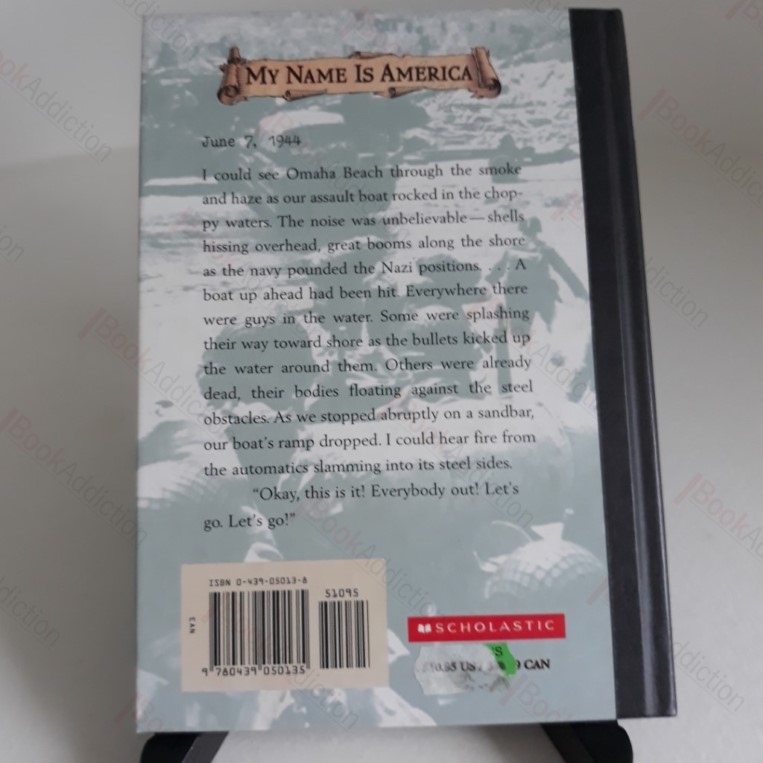 MY NAME IS AMERICA
June 7, 1944
I could see Omaha Beach through the smoke
and haze as our assault boat rocked in the chop-
py waters. The noise was unbelievable — shells
hissing overhead, great booms along the shore
as the navy pounded the Nazi positions. . . . A
boat up ahead had been hit. Everywhere there
were guys in the water. Some were splashing
their way toward shore as the bullets kicked up
the water around them. Others were already
dead, their bodies floating against the steel
obstacles. As we stopped abruptly on a sandbar,
our boat's ramp dropped. I could hear fire from
the automatics slamming into its steel sides.
"Okay, this is it! Everybody out! Let's
go. Let's go!"
ISBN 0-439-05013-8
51095
EAN
9 780439 050135
SCHOLASTIC
US
CAN
BookAddiction